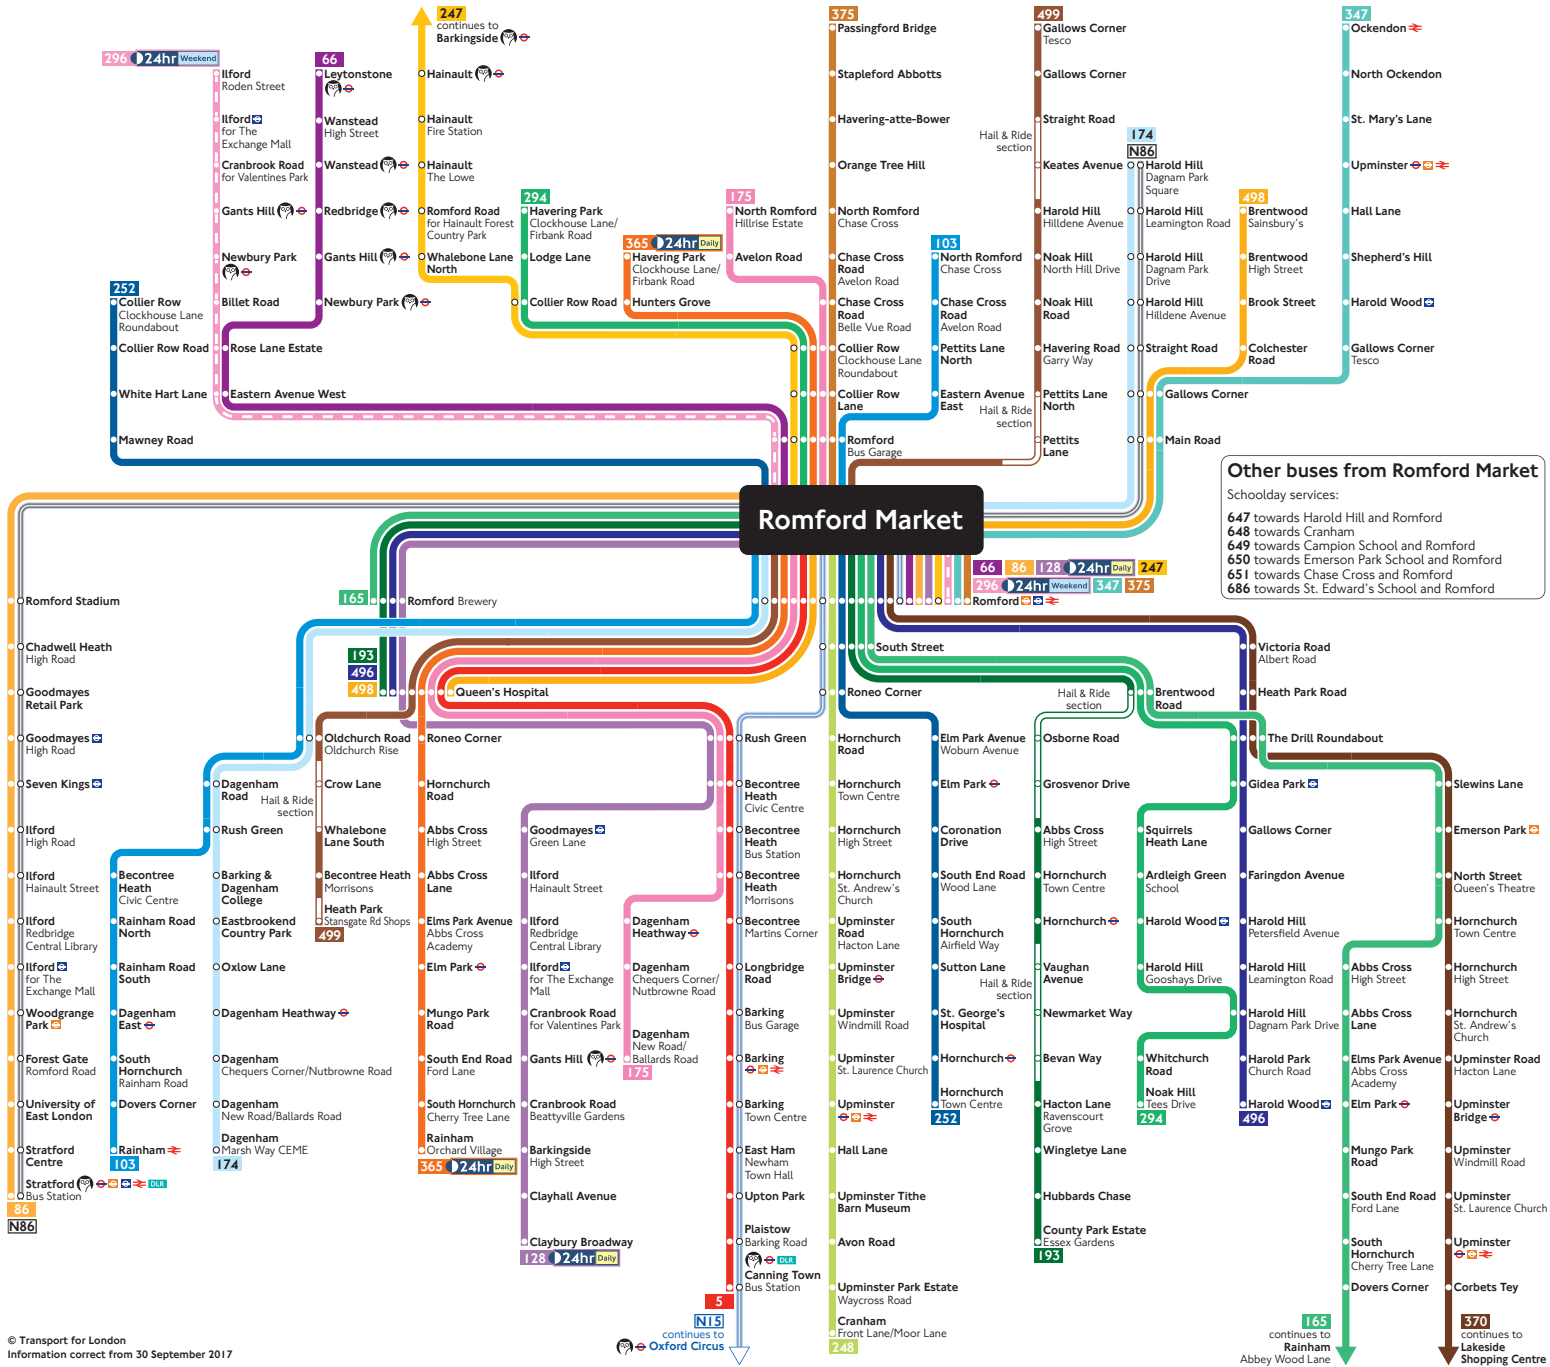 247
continues to
Barkingside
375
Passingford Bridge
499
Gallows Corner
Tesco
347
Ockendon
296 24hr Weekend
Ilford
Roden Street
66
Leytonstone
Hainault
Stapleford Abbotts
Gallows Corner
North Ockendon
Ilford
for The
Exchange Mall
Wanstead
High Street
Hainault
Fire Station
Havering-atte-Bower
Straight Road
Hail & Ride
section
174
N86
St. Mary's Lane
Cranbrook Road
for Valentines Park
Wanstead
Hainault
The Lowe
Orange Tree Hill
Keates Avenue
Harold Hill
Dagnam Park
Square
Upminster
Gants Hill
Redbridge
Romford Road
for Hainault Forest
Country Park
294
Havering Park
Clockhouse Lane/
Firbank Road
175
North Romford
Hillrise Estate
North Romford
Chase Cross
Harold Hill
Hilldene Avenue
Harold Hill
Leamington Road
498
Brentwood
Sainsbury's
Hall Lane
Newbury Park
Gants Hill
Whalebone Lane
North
Lodge Lane
365 24hr Daily
Havering Park
Clockhouse Lane/
Firbank Road
Avelon Road
Chase Cross
Road
Avelon Road
103
North Romford
Chase Cross
Noak Hill
North Hill Drive
Harold Hill
Dagnam Park
Drive
Brentwood
High Street
Shepherd's Hill
252
Collier Row
Clockhouse Lane
Roundabout
Billet Road
Newbury Park
Collier Row Road
Hunters Grove
Chase Cross
Road
Belle Vue Road
Chase Cross
Road
Avelon Road
Noak Hill
Road
Harold Hill
Hilldene Avenue
Brook Street
Harold Wood
Collier Row Road
Rose Lane Estate
Collier Row
Clockhouse Lane
Roundabout
Pettits Lane
North
Havering Road
Garry Way
Straight Road
Colchester
Road
Gallows Corner
Tesco
White Hart Lane
Eastern Avenue West
Collier Row
Lane
Eastern Avenue
East
Hail & Ride
section
Pettits Lane
North
Gallows Corner
Mawney Road
Romford
Bus Garage
Pettits
Lane
Main Road
Romford Market
Other buses from Romford Market
Schoolday services:
647 towards Harold Hill and Romford
648 towards Cranham
649 towards Campion School and Romford
650 towards Emerson Park School and Romford
651 towards Chase Cross and Romford
686 towards St. Edward's School and Romford
66 86 128 24hr Daily 247
296 24hr Weekend 347 375
Romford
Romford Stadium
165
Romford Brewery
Chadwell Heath
High Road
193
496
498
South Street
Victoria Road
Albert Road
Goodmayes
Retail Park
Queen's Hospital
Roneo Corner
Hail & Ride
section
Brentwood
Road
Heath Park Road
Goodmayes
High Road
Oldchurch Road
Oldchurch Rise
Roneo Corner
Rush Green
Hornchurch
Road
Elm Park Avenue
Woburn Avenue
Osborne Road
The Drill Roundabout
Seven Kings
Dagenham
Road
Hail & Ride
section
Crow Lane
Hornchurch
Road
Becontree
Heath
Civic Centre
Hornchurch
Town Centre
Elm Park
Grosvenor Drive
Gidea Park
Slewins Lane
Ilford
High Road
Rush Green
Whalebone
Lane South
Abbs Cross
High Street
Goodmayes
Green Lane
Becontree
Heath
Bus Station
Hornchurch
High Street
Coronation
Drive
Abbs Cross
High Street
Squirrels
Heath Lane
Gallows Corner
Emerson Park
Ilford
Hainault Street
Becontree
Heath
Civic Centre
Barking &
Dagenham
College
Becontree Heath
Morrisons
Abbs Cross
Lane
Ilford
Hainault Street
Becontree
Heath
Morrisons
Hornchurch
St. Andrew's
Church
South End Road
Wood Lane
Hornchurch
Town Centre
Ardleigh Green
School
Faringdon Avenue
North Street
Queen's Theatre
Ilford
Redbridge
Central Library
Rainham Road
North
Eastbrookend
Country Park
Heath Park
Stansgate Rd Shops
499
Elms Park Avenue
Abbs Cross
Academy
Ilford
Redbridge
Central Library
Dagenham
Heathway
Becontree
Martins Corner
Upminster
Road
Hacton Lane
South
Hornchurch
Airfield Way
Hornchurch
Harold Wood
Harold Hill
Petersfield Avenue
Hornchurch
Town Centre
Ilford
for The
Exchange Mall
Rainham Road
South
Oxlow Lane
Elm Park
Ilford
for The Exchange
Mall
Dagenham
Chequers Corner/
Nutbrowne Road
Longbridge
Road
Upminster
Bridge
Sutton Lane
Hail & Ride
section
Vaughan
Avenue
Harold Hill
Gooshays Drive
Harold Hill
Leamington Road
Abbs Cross
High Street
Hornchurch
High Street
Woodgrange
Park
Dagenham
East
Dagenham Heathway
Mungo Park
Road
Cranbrook Road
for Valentines Park
Dagenham
New Road/
Ballards Road
175
Barking
Bus Garage
Upminster
Windmill Road
St. George's
Hospital
Newmarket Way
Harold Hill
Dagnam Park Drive
Abbs Cross
Lane
Hornchurch
St. Andrew's
Church
Forest Gate
Romford Road
South
Hornchurch
Rainham Road
Dagenham
Chequers Corner/Nutbrowne Road
South End Road
Ford Lane
Gants Hill
Barking
Upminster
St. Laurence Church
Hornchurch
Bevan Way
Whitchurch
Road
Harold Park
Church Road
Elms Park Avenue
Abbs Cross
Academy
Upminster Road
Hacton Lane
University of
East London
Dovers Corner
Dagenham
New Road/Ballards Road
South Hornchurch
Cherry Tree Lane
Cranbrook Road
Beattyville Gardens
Barking
Town Centre
Upminster
Hornchurch
Town Centre
252
Hacton Lane
Ravenscourt
Grove
Noak Hill
Tees Drive
294
Harold Wood
496
Elm Park
Upminster
Bridge
Stratford
Centre
Rainham
103
Dagenham
Marsh Way CEME
174
Rainham
Orchard Village
365 24hr Daily
Barkingside
High Street
East Ham
Newham
Town Hall
Hall Lane
Wingletye Lane
Mungo Park
Road
Upminster
Windmill Road
Stratford DLR
Bus Station
86
N86
Clayhall Avenue
Upton Park
Upminster Tithe
Barn Museum
Hubbards Chase
South End Road
Ford Lane
Upminster
St. Laurence Church
Claybury Broadway
128 24hr Daily
Plaistow
Barking Road
Avon Road
County Park Estate
Essex Gardens
193
South
Hornchurch
Cherry Tree Lane
Upminster
DLR
Canning Town
Bus Station
5
Upminster Park Estate
Waycross Road
Dovers Corner
Corbets Tey
N15
continues to
Oxford Circus
Cranham
Front Lane/Moor Lane
248
165
continues to
Rainham
Abbey Wood Lane
370
continues to
Lakeside
Shopping Centre
© Transport for London
Information correct from 30 September 2017